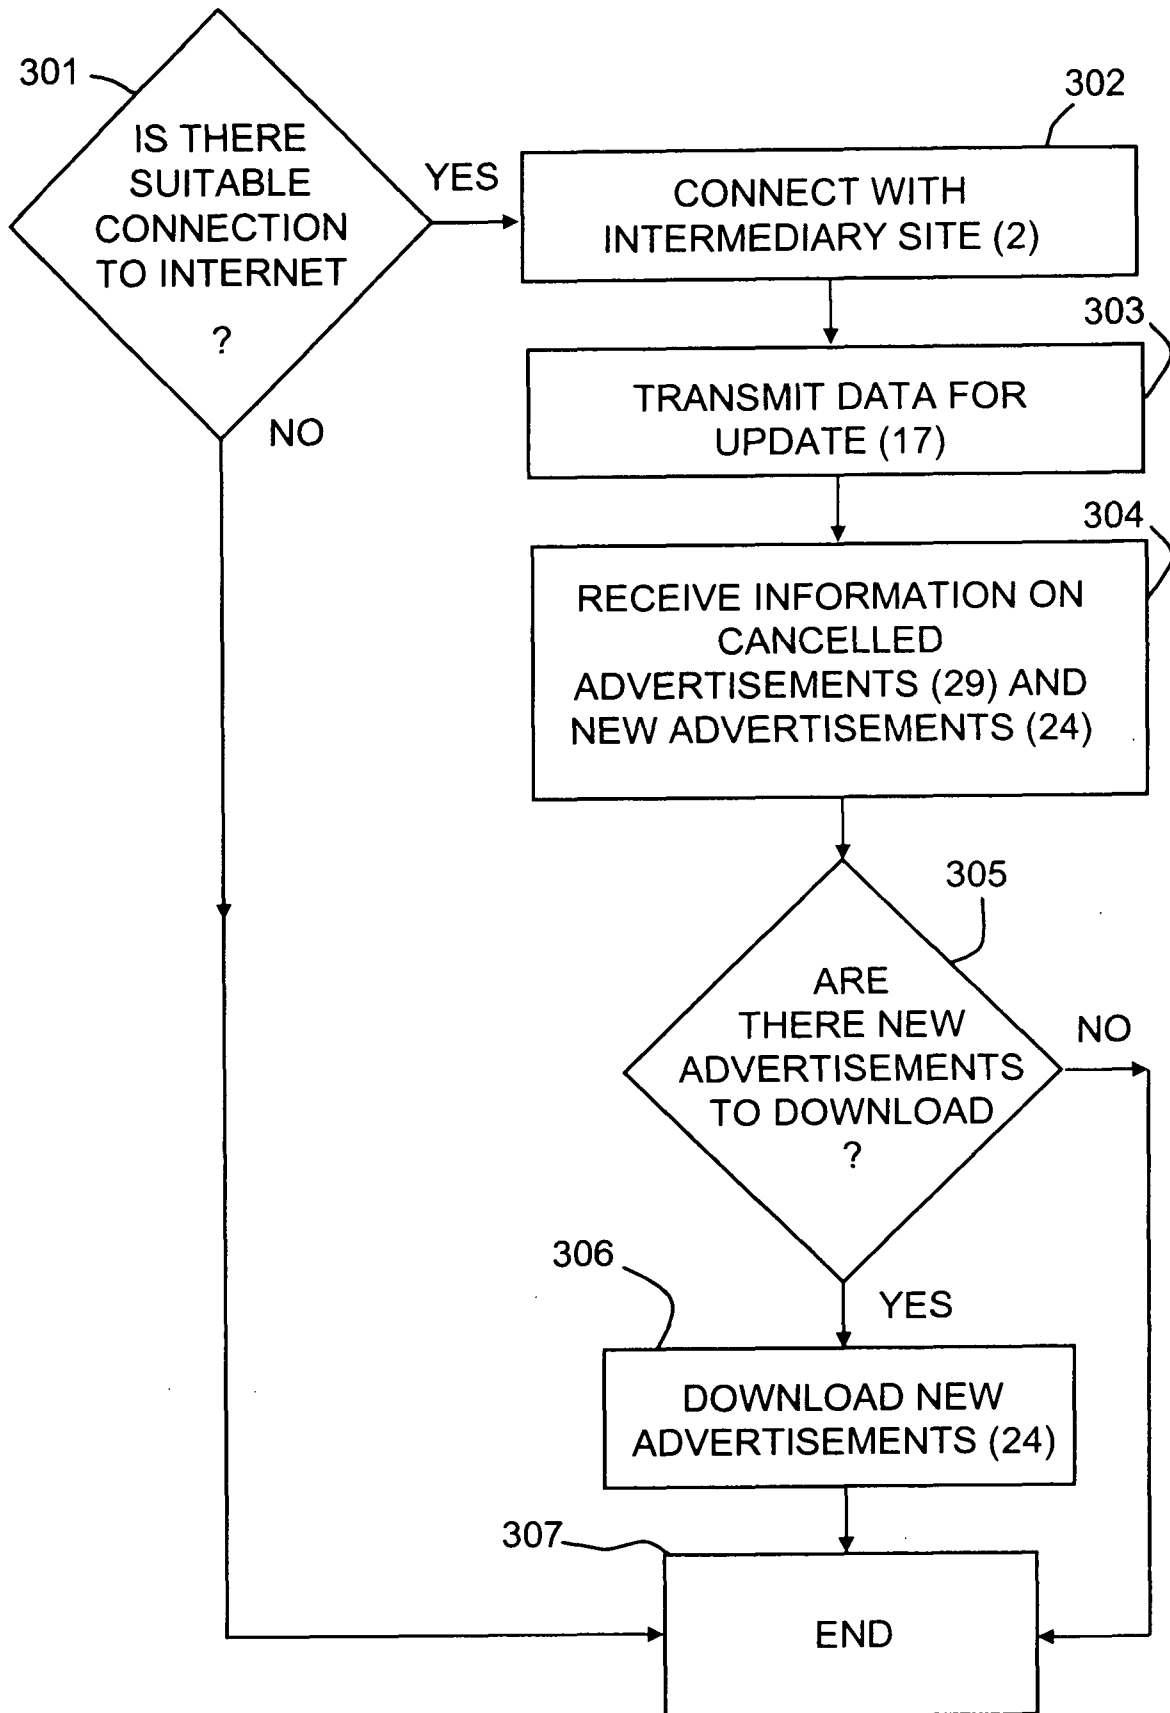 301
IS THERE
SUITABLE
CONNECTION
TO INTERNET
?
YES
NO
302
CONNECT WITH
INTERMEDIARY SITE (2)
303
TRANSMIT DATA FOR
UPDATE (17)
304
RECEIVE INFORMATION ON
CANCELLED
ADVERTISEMENTS (29) AND
NEW ADVERTISEMENTS (24)
305
ARE
THERE NEW
ADVERTISEMENTS
TO DOWNLOAD
?
NO
YES
306
DOWNLOAD NEW
ADVERTISEMENTS (24)
307
END